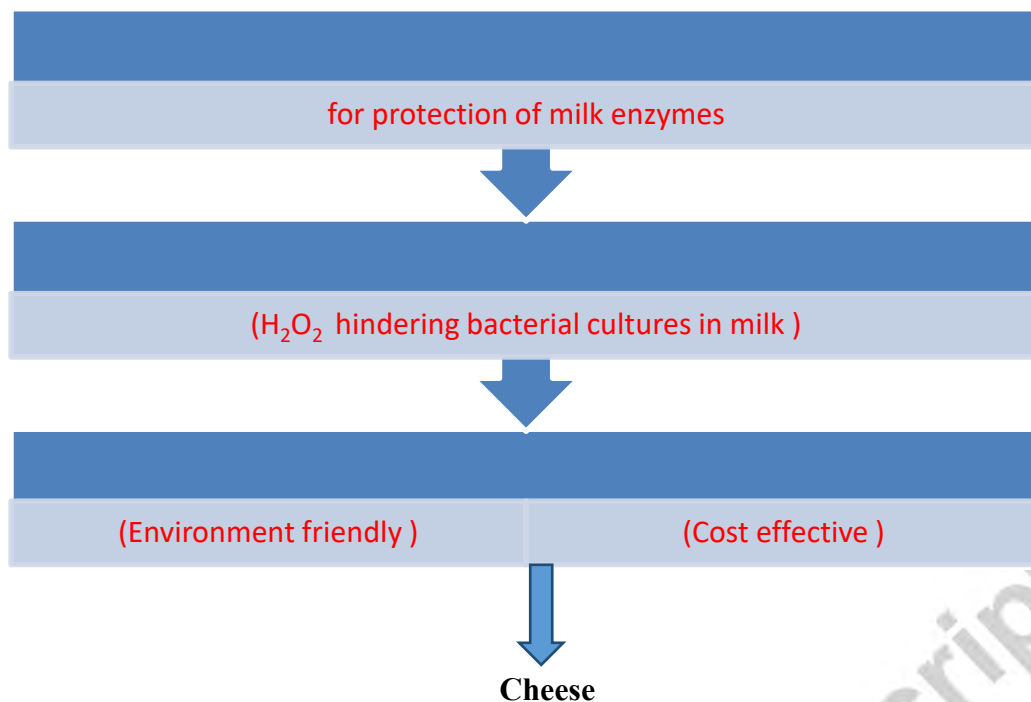 for protection of milk enzymes
(H₂O₂ hindering bacterial cultures in milk )
(Environment friendly )
(Cost effective )
Cheese